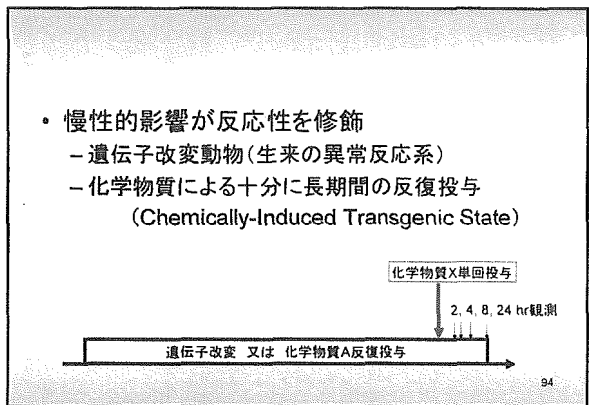 ・慢性的影響が反応性を修飾
－遺伝子改変動物（生来の異常反応系）
－化学物質による十分に長期間の反復投与
（Chemically-Induced Transgenic State）
化学物質X単回投与
2, 4, 8, 24 hr観測
遺伝子改変 又は 化学物質A反復投与
94